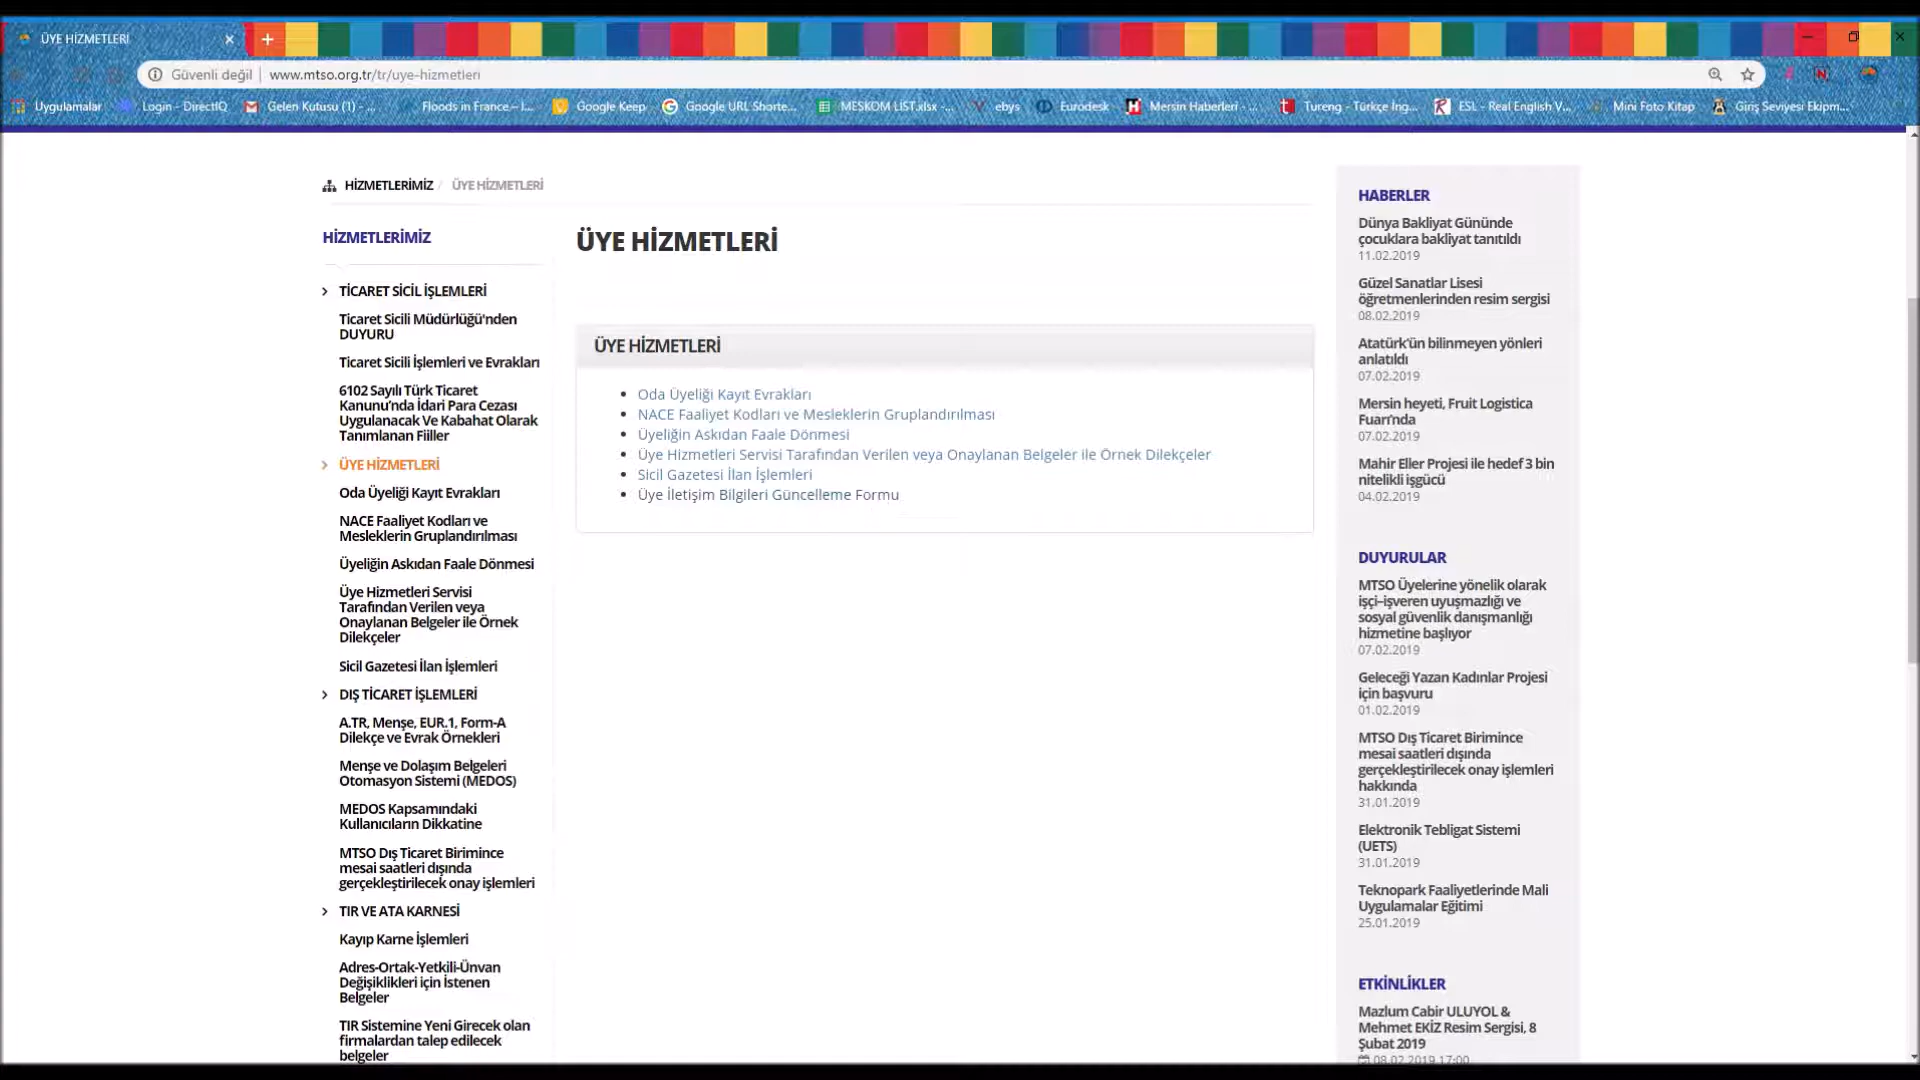 ÜYE HİZMETLERİ
Güvenli değil
www.mtso.org.tr/tr/uye-hizmetleri
Uygulamalar
Login - DirectIQ
Gelen Kutusu (1) - ...
Floods in France – I...
Google Keep
Google URL Shorte...
MESKOM LIST.xlsx -...
ebys
Eurodesk
Mersin Haberleri - ...
Tureng - Türkçe İng...
ESL - Real English V...
Mini Foto Kitap
Giriş Seviyesi Ekipm...
HİZMETLERİMİZ / ÜYE HİZMETLERİ
HİZMETLERİMİZ
TİCARET SİCİL İŞLEMLERİ
Ticaret Sicili Müdürlüğü'nden
DUYURU
Ticaret Sicili İşlemleri ve Evrakları
6102 Sayılı Türk Ticaret
Kanunu’nda İdari Para Cezası
Uygulanacak Ve Kabahat Olarak
Tanımlanan Fiiller
ÜYE HİZMETLERİ
Oda Üyeliği Kayıt Evrakları
NACE Faaliyet Kodları ve
Mesleklerin Gruplandırılması
Üyeliğin Askıdan Faale Dönmesi
Üye Hizmetleri Servisi
Tarafından Verilen veya
Onaylanan Belgeler ile Örnek
Dilekçeler
Sicil Gazetesi İlan İşlemleri
DIŞ TİCARET İŞLEMLERİ
A.TR, Menşe, EUR.1, Form-A
Dilekçe ve Evrak Örnekleri
Menşe ve Dolaşım Belgeleri
Otomasyon Sistemi (MEDOS)
MEDOS Kapsamındaki
Kullanıcıların Dikkatine
MTSO Dış Ticaret Birimince
mesai saatleri dışında
gerçekleştirilecek onay işlemleri
TIR VE ATA KARNESİ
Kayıp Karne İşlemleri
Adres-Ortak-Yetkili-Ünvan
Değişiklikleri için İstenen
Belgeler
TIR Sistemine Yeni Girecek olan
firmalardan talep edilecek
belgeler
ÜYE HİZMETLERİ
ÜYE HİZMETLERİ
Oda Üyeliği Kayıt Evrakları
NACE Faaliyet Kodları ve Mesleklerin Gruplandırılması
Üyeliğin Askıdan Faale Dönmesi
Üye Hizmetleri Servisi Tarafından Verilen veya Onaylanan Belgeler ile Örnek Dilekçeler
Sicil Gazetesi İlan İşlemleri
Üye İletişim Bilgileri Güncelleme Formu
HABERLER
Dünya Bakliyat Gününde
çocuklara bakliyat tanıtıldı
11.02.2019
Güzel Sanatlar Lisesi
öğretmenlerinden resim sergisi
08.02.2019
Atatürk’ün bilinmeyen yönleri
anlatıldı
07.02.2019
Mersin heyeti, Fruit Logistica
Fuarı’nda
07.02.2019
Mahir Eller Projesi ile hedef 3 bin
nitelikli işgücü
04.02.2019
DUYURULAR
MTSO Üyelerine yönelik olarak
işçi–işveren uyuşmazlığı ve
sosyal güvenlik danışmanlığı
hizmetine başlıyor
07.02.2019
Geleceği Yazan Kadınlar Projesi
için başvuru
01.02.2019
MTSO Dış Ticaret Birimince
mesai saatleri dışında
gerçekleştirilecek onay işlemleri
hakkında
31.01.2019
Elektronik Tebligat Sistemi
(UETS)
31.01.2019
Teknopark Faaliyetlerinde Mali
Uygulamalar Eğitimi
25.01.2019
ETKİNLİKLER
Mazlum Cabir ULUYOL &
Mehmet EKİZ Resim Sergisi, 8
Şubat 2019
08.02.2019 17:00